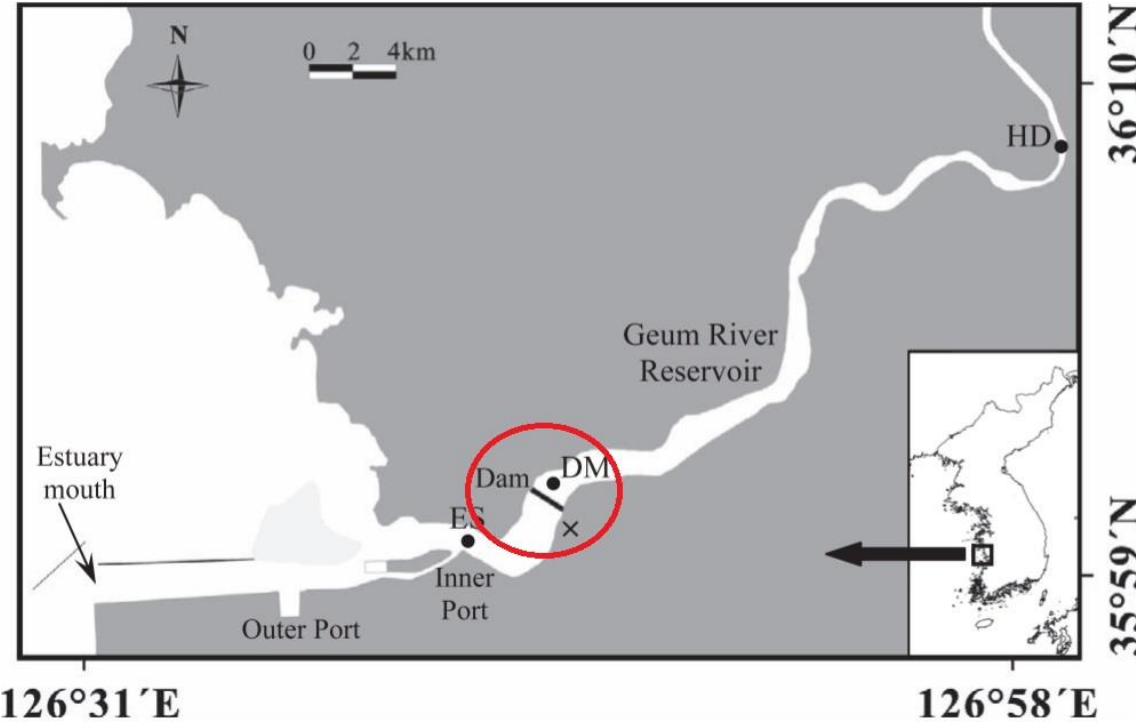 N
0 2 4km
36°10´N
HD
Geum River
Reservoir
Estuary
mouth
Dam
DM
ES
×
Inner
Port
Outer Port
35°59´N
126°31´E
126°58´E